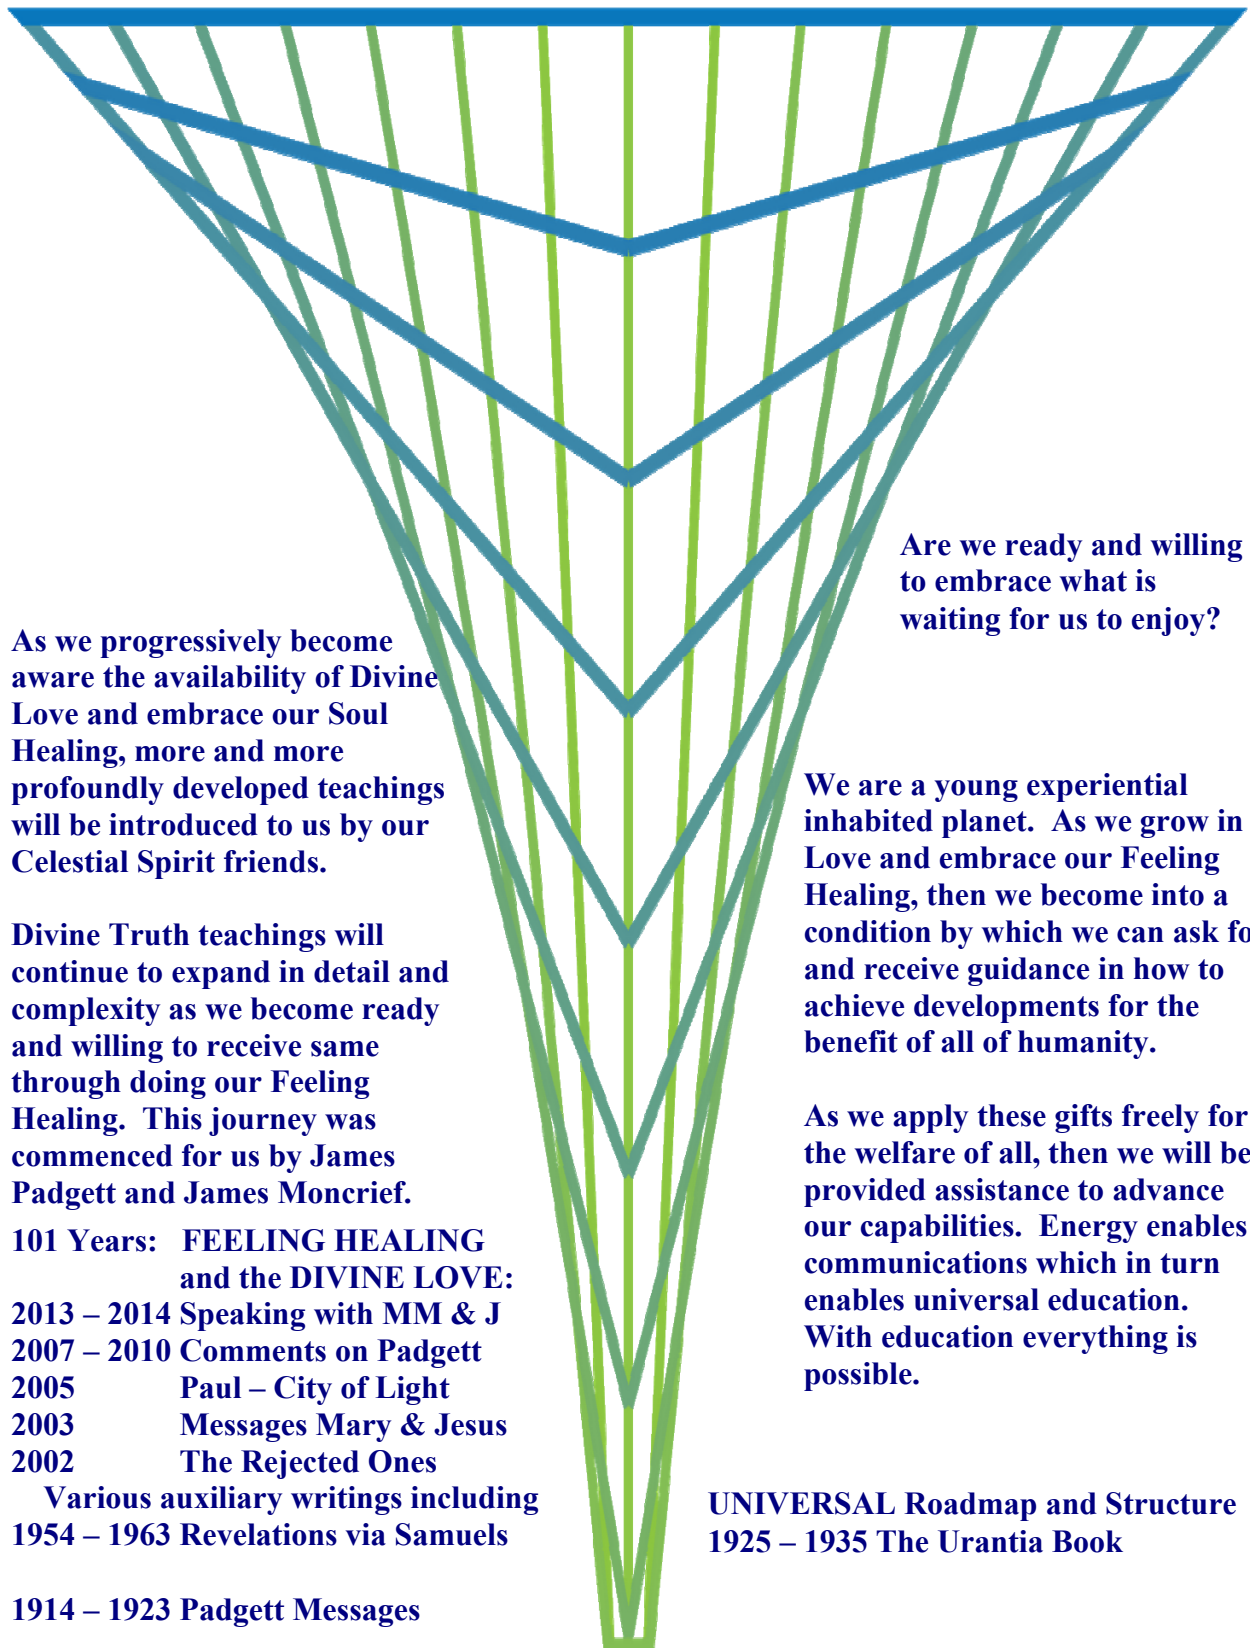 Are we ready and willing
to embrace what is
waiting for us to enjoy?
As we progressively become
aware the availability of Divine
Love and embrace our Soul
Healing, more and more
profoundly developed teachings
will be introduced to us by our
Celestial Spirit friends.
Divine Truth teachings will
continue to expand in detail and
complexity as we become ready
and willing to receive same
through doing our Feeling
Healing.  This journey was
commenced for us by James
Padgett and James Moncrief.
101 Years:   FEELING HEALING
and the DIVINE LOVE:
2013 – 2014 Speaking with MM & J
2007 – 2010 Comments on Padgett
2005 Paul – City of Light
2003 Messages Mary & Jesus
2002 The Rejected Ones
Various auxiliary writings including
1954 – 1963 Revelations via Samuels
1914 – 1923 Padgett Messages
We are a young experiential
inhabited planet.  As we grow in
Love and embrace our Feeling
Healing, then we become into a
condition by which we can ask fo
and receive guidance in how to
achieve developments for the
benefit of all of humanity.
As we apply these gifts freely for
the welfare of all, then we will be
provided assistance to advance
our capabilities.  Energy enables
communications which in turn
enables universal education.
With education everything is
possible.
UNIVERSAL Roadmap and Structure
1925 – 1935 The Urantia Book